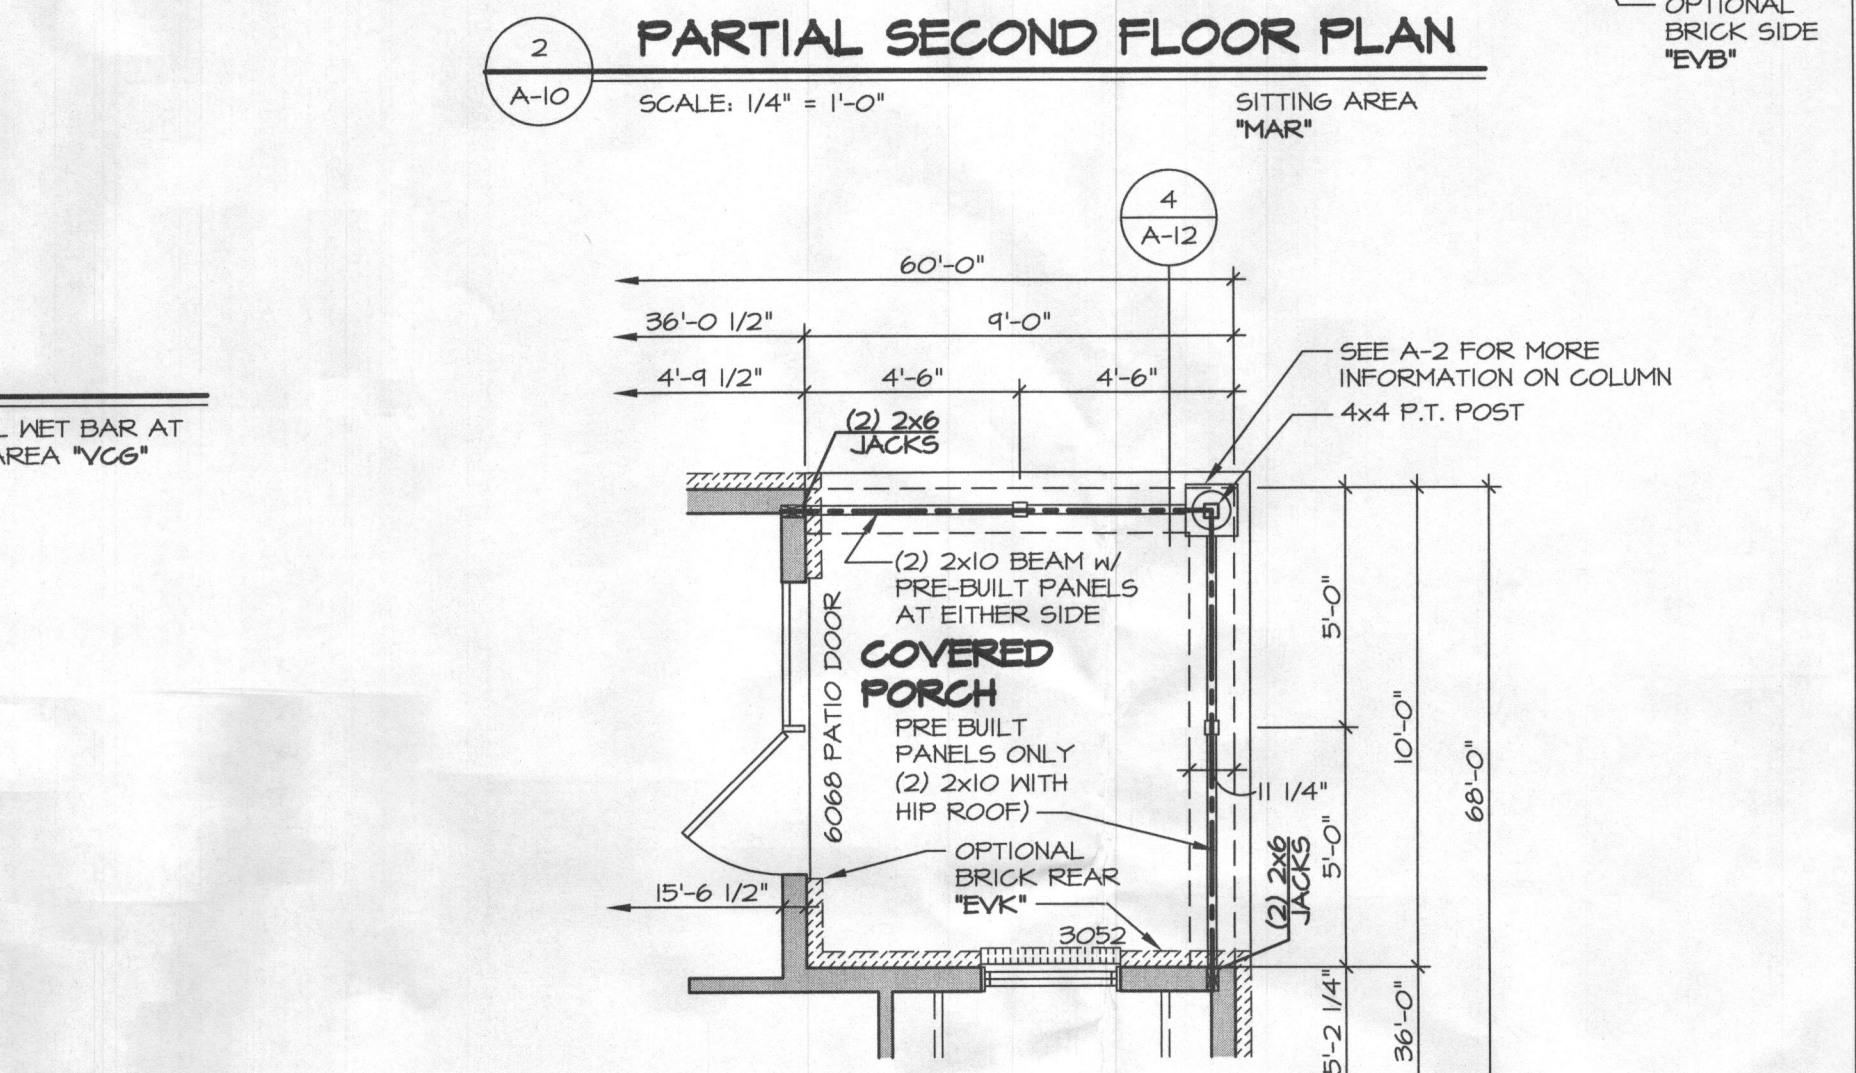 2
A-10
PARTIAL SECOND FLOOR PLAN
SCALE: 1/4" = 1'-0"
SITTING AREA
"MAR"
OPTIONAL
BRICK SIDE
"EVB"
4
A-12
60'-0"
36'-0 1/2"
9'-0"
4'-9 1/2"
4'-6"
4'-6"
SEE A-2 FOR MORE
INFORMATION ON COLUMN
4x4 P.T. POST
(2) 2x6
JACKS
WET BAR AT
"VCG"
(2) 2x10 BEAM w/
PRE-BUILT PANELS
AT EITHER SIDE
6068 PATIO DOOR
COVERED
PORCH
PRE BUILT
PANELS ONLY
(2) 2x10 WITH
HIP ROOF)
5'-0"
10'-0"
68'-0"
11 1/4"
5'-0"
(2) 2x6
JACKS
OPTIONAL
BRICK REAR
"EVK"
15'-6 1/2"
3052
5'-2 1/4"
36'-0"